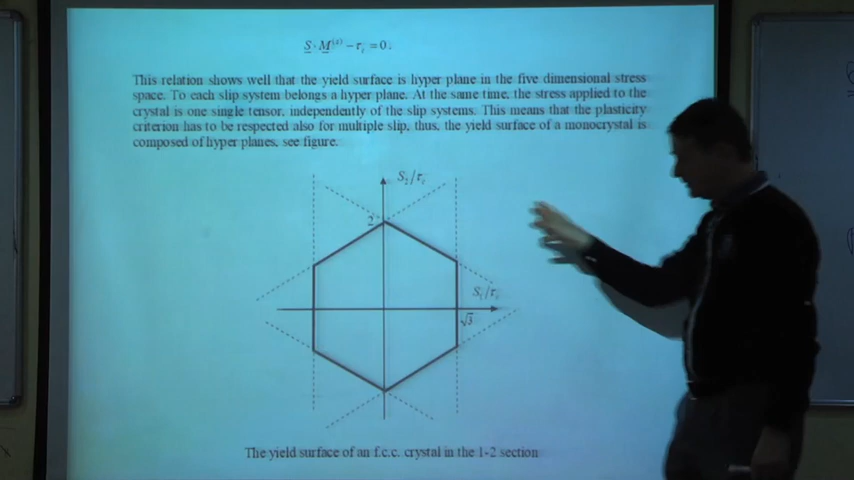 S · M⁽ˢ⁾ − τ = 0.
This relation shows well that the yield surface is hyper plane in the five dimensional stress
space. To each slip system belongs a hyper plane. At the same time, the stress applied to the
crystal is one single tensor, independently of the slip systems. This means that the plasticity
criterion has to be respected also for multiple slip, thus, the yield surface of a monocrystal is
composed of hyper planes, see figure.
S₂/τ
2
S₁/τ
√3
The yield surface of an f.c.c. crystal in the 1-2 section